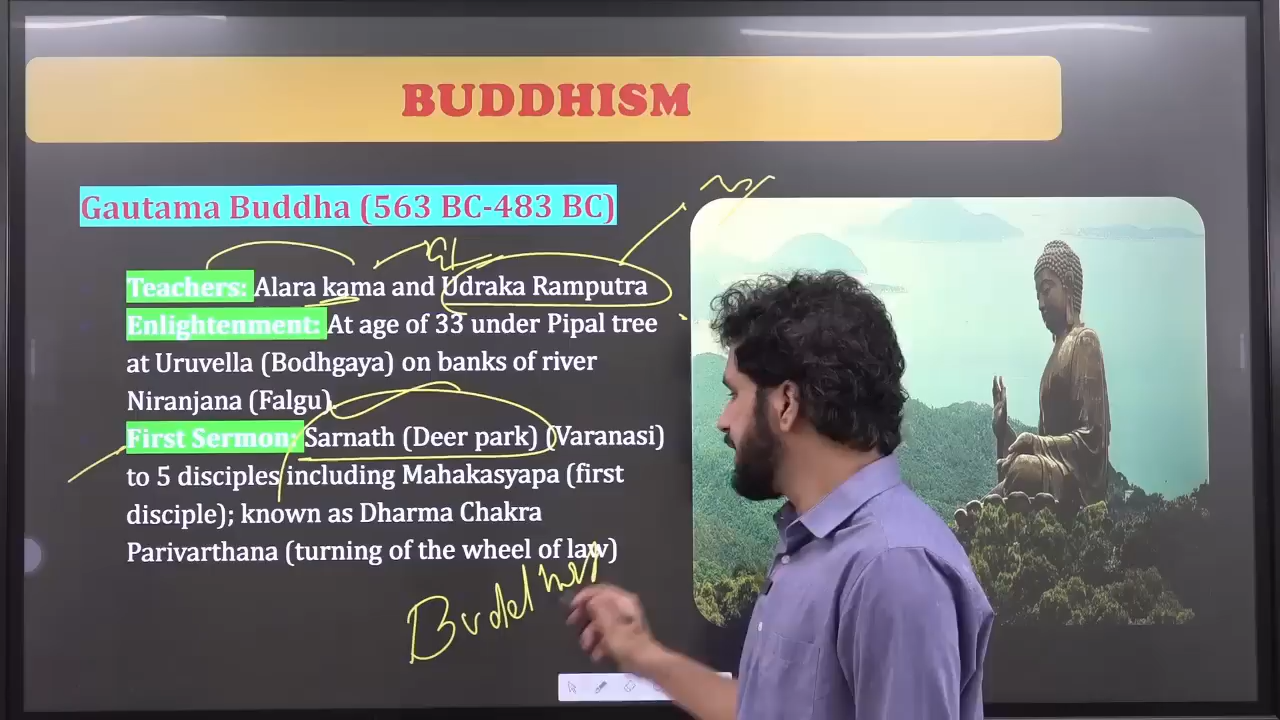 BUDDHISM
Gautama Buddha (563 BC-483 BC)
Teachers: Alara kama and Udraka Ramputra
Enlightenment: At age of 33 under Pipal tree
at Uruvella (Bodhgaya) on banks of river
Niranjana (Falgu)
First Sermon: Sarnath (Deer park) (Varanasi)
to 5 disciples including Mahakasyapa (first
disciple); known as Dharma Chakra
Parivarthana (turning of the wheel of law)